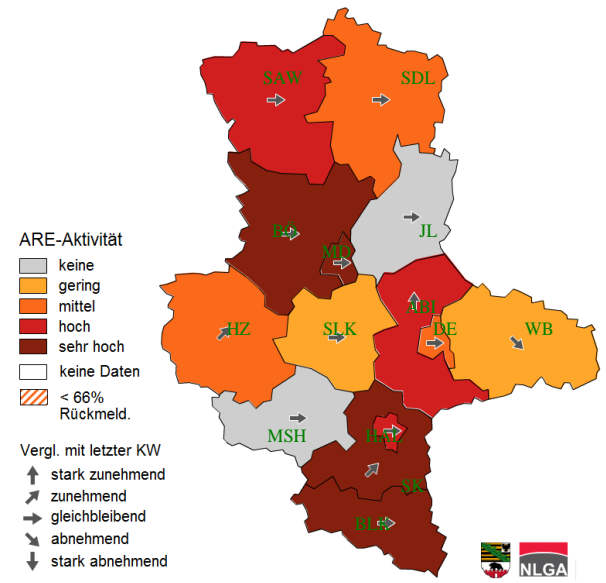 SAW
SDL
BÖ
JL
MD
ABI
HZ
SLK
DE
WB
MSH
HAL
SK
BLK
ARE-Aktivität
keine
gering
mittel
hoch
sehr hoch
keine Daten
< 66%
Rückmeld.
Vergl. mit letzter KW
stark zunehmend
zunehmend
gleichbleibend
abnehmend
stark abnehmend
NLGA